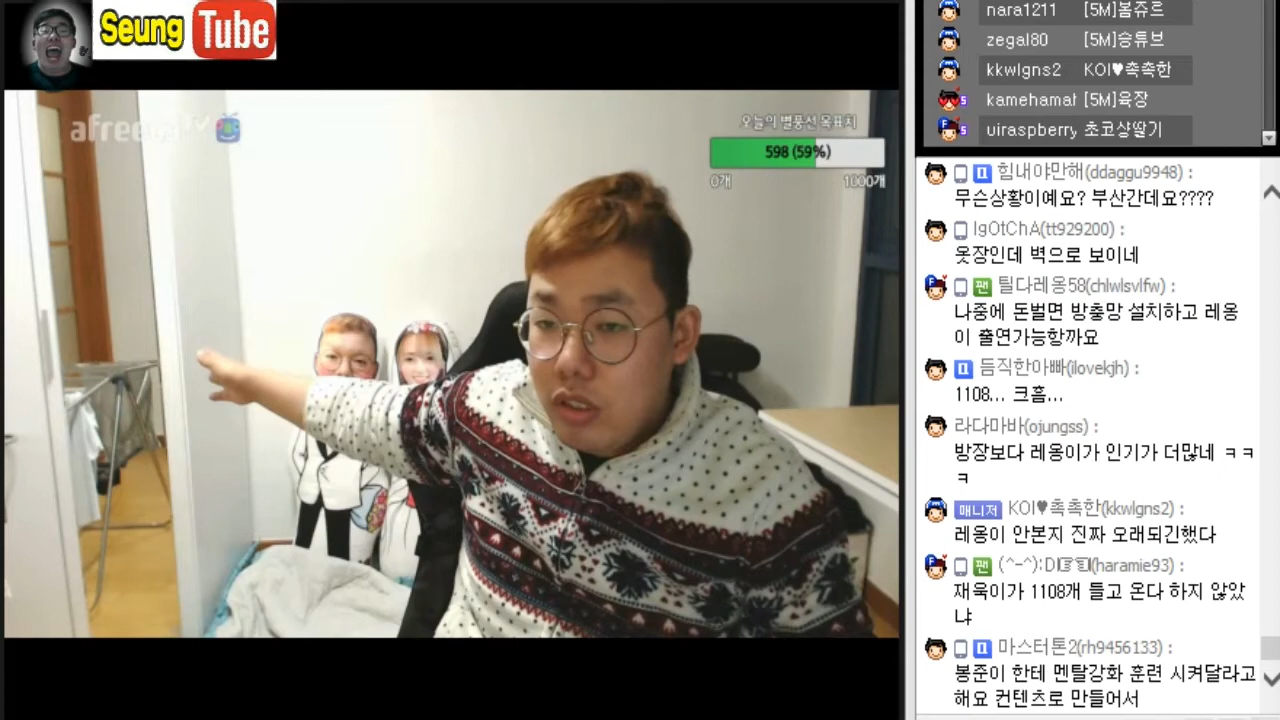 Seung Tube
afreecaTV
오늘의 별풍선 목표치
598 (59%)
0개 1000개
nara1211 [5M]봄쥬르
zegal80 [5M]승튜브
kkwlgns2 KOI♥촉촉한
kamehamah [5M]육장
uiraspberry 초코상딸기
힘내야만해(ddaggu9948) :
무슨상황이예요? 부산간데요????
IgOtChA(tt929200) :
옷장인데 벽으로 보이네
팬 틸다레옹58(chlwlsvlfw) :
나중에 돈벌면 방충망 설치하고 레옹
이 출연가능항까요
듬직한아빠(ilovekjh) :
1108... 크흠...
라다마바(ojungss) :
방장보다 레옹이가 인기가 더많네 ㅋㅋ
ㅋ
매니저 KOI♥촉촉한(kkwlgns2) :
레옹이 안본지 진짜 오래되긴했다
팬 (^-^):D(haramie93) :
재욱이가 1108개 들고 온다 하지 않았
냐
마스터톤2(rh9456133) :
봉준이 한테 멘탈강화 훈련 시켜달라고
해요 컨텐츠로 만들어서